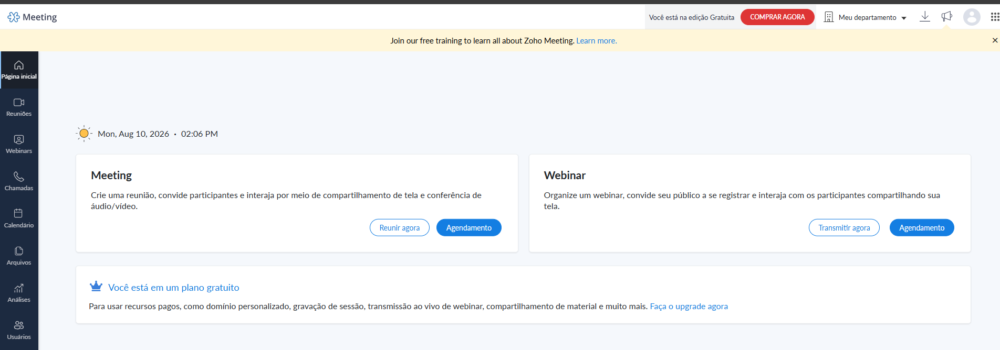 Meeting
Você está na edição Gratuita
COMPRAR AGORA
Meu departamento
Join our free training to learn all about Zoho Meeting. Learn more.
Página inicial
Reuniões
Webinars
Chamadas
Calendário
Arquivos
Análises
Usuários
Mon, Aug 10, 2026 • 02:06 PM
Meeting
Crie uma reunião, convide participantes e interaja por meio de compartilhamento de tela e conferência de
áudio/vídeo.
Reunir agora
Agendamento
Webinar
Organize um webinar, convide seu público a se registrar e interaja com os participantes compartilhando sua
tela.
Transmitir agora
Agendamento
Você está em um plano gratuito
Para usar recursos pagos, como domínio personalizado, gravação de sessão, transmissão ao vivo de webinar, compartilhamento de material e muito mais. Faça o upgrade agora